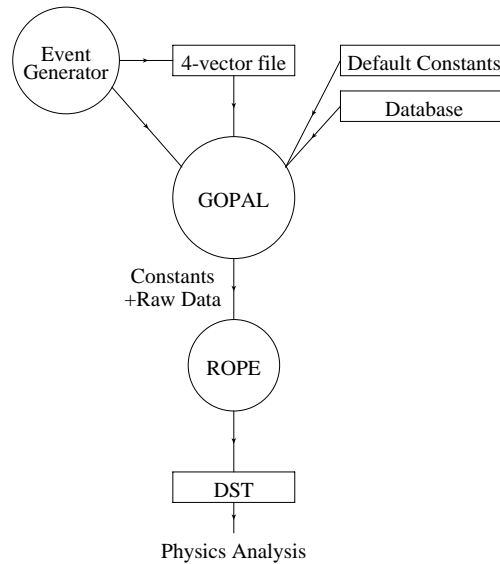 Event
Generator
4-vector file
Default Constants
Database
GOPAL
Constants
+Raw Data
ROPE
DST
Physics Analysis